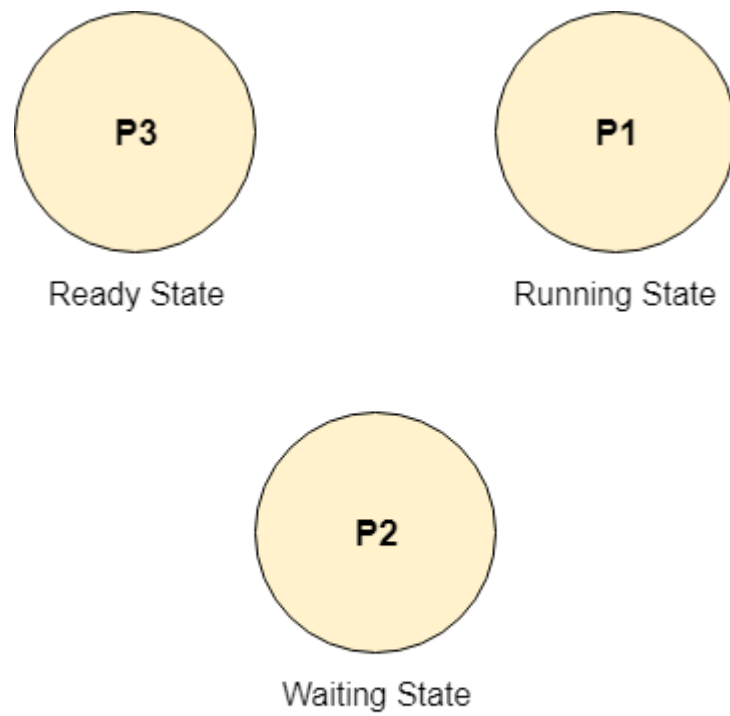 P3
P1
Ready State
Running State
P2
Waiting State